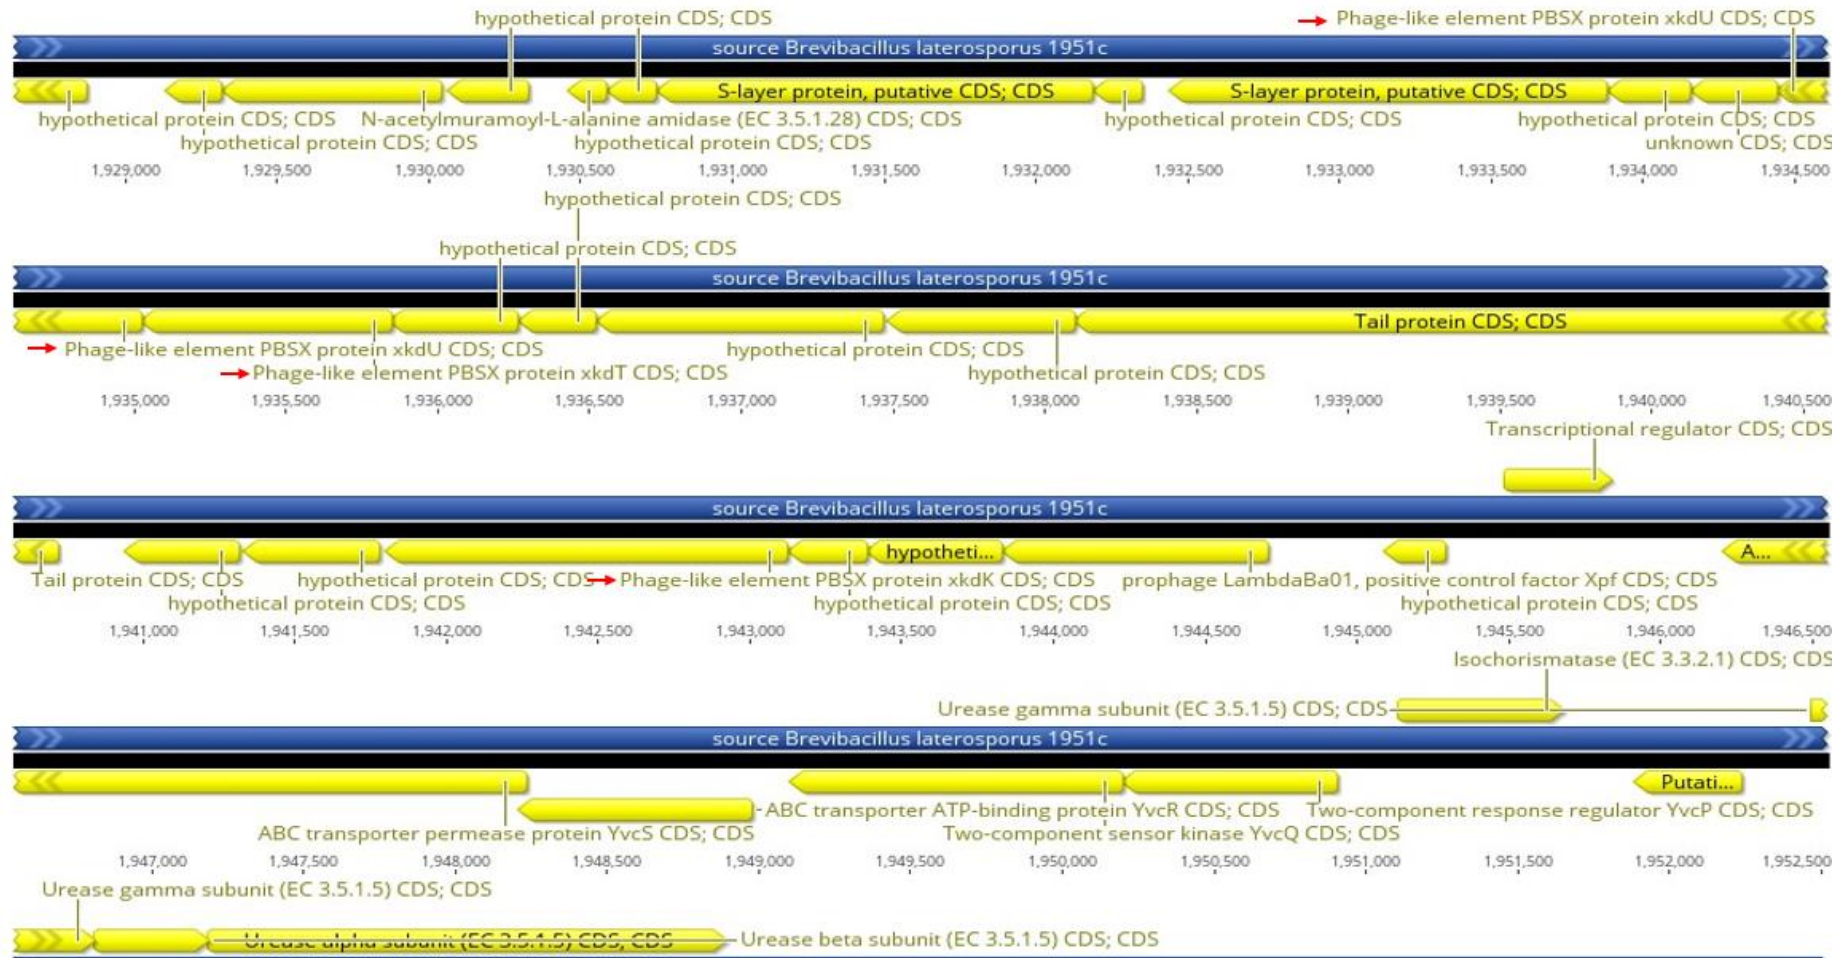 hypothetical protein CDS; CDS
Phage-like element PBSX protein xkdU CDS; CDS
source Brevibacillus laterosporus 1951c
S-layer protein, putative CDS; CDS
S-layer protein, putative CDS; CDS
hypothetical protein CDS; CDS
N-acetylmuramoyl-L-alanine amidase (EC 3.5.1.28) CDS; CDS
hypothetical protein CDS; CDS
hypothetical protein CDS; CDS
hypothetical protein CDS; CDS
hypothetical protein CDS; CDS
unknown CDS; CDS
1,929,000 1,929,500 1,930,000 1,930,500 1,931,000 1,931,500 1,932,000 1,932,500 1,933,000 1,933,500 1,934,000 1,934,500
hypothetical protein CDS; CDS
hypothetical protein CDS; CDS
source Brevibacillus laterosporus 1951c
Tail protein CDS; CDS
Phage-like element PBSX protein xkdU CDS; CDS
hypothetical protein CDS; CDS
Phage-like element PBSX protein xkdT CDS; CDS
hypothetical protein CDS; CDS
1,935,000 1,935,500 1,936,000 1,936,500 1,937,000 1,937,500 1,938,000 1,938,500 1,939,000 1,939,500 1,940,000 1,940,500
Transcriptional regulator CDS; CDS
source Brevibacillus laterosporus 1951c
hypotheti...
A...
Tail protein CDS; CDS
hypothetical protein CDS; CDS
Phage-like element PBSX protein xkdK CDS; CDS
prophage LambdaBa01, positive control factor Xpf CDS; CDS
hypothetical protein CDS; CDS
hypothetical protein CDS; CDS
hypothetical protein CDS; CDS
1,941,000 1,941,500 1,942,000 1,942,500 1,943,000 1,943,500 1,944,000 1,944,500 1,945,000 1,945,500 1,946,000 1,946,500
Isochorismatase (EC 3.3.2.1) CDS; CDS
Urease gamma subunit (EC 3.5.1.5) CDS; CDS
source Brevibacillus laterosporus 1951c
Putati...
ABC transporter ATP-binding protein YvcR CDS; CDS
Two-component response regulator YvcP CDS; CDS
ABC transporter permease protein YvcS CDS; CDS
Two-component sensor kinase YvcQ CDS; CDS
1,947,000 1,947,500 1,948,000 1,948,500 1,949,000 1,949,500 1,950,000 1,950,500 1,951,000 1,951,500 1,952,000 1,952,500
Urease gamma subunit (EC 3.5.1.5) CDS; CDS
Urease alpha subunit (EC 3.5.1.5) CDS; CDS
Urease beta subunit (EC 3.5.1.5) CDS; CDS